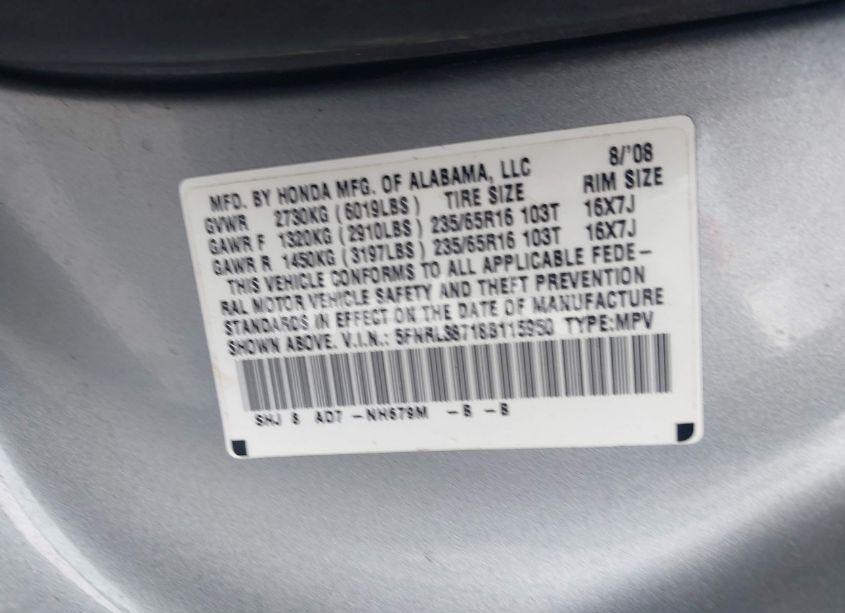 MFD. BY HONDA MFG. OF ALABAMA, LLC 8/'08
GVWR 2730KG (6019LBS) TIRE SIZE RIM SIZE
GAWR F 1320KG (2910LBS) 235/65R16 103T 16X7J
GAWR R 1450KG (3197LBS) 235/65R16 103T 16X7J
THIS VEHICLE CONFORMS TO ALL APPLICABLE FEDE-
RAL MOTOR VEHICLE SAFETY AND THEFT PREVENTION
STANDARDS IN EFFECT ON THE DATE OF MANUFACTURE
SHOWN ABOVE. V.I.N.: 5FNRL38718B115950 TYPE:MPV
SHJ 8 AD7 -NH679M -B -B